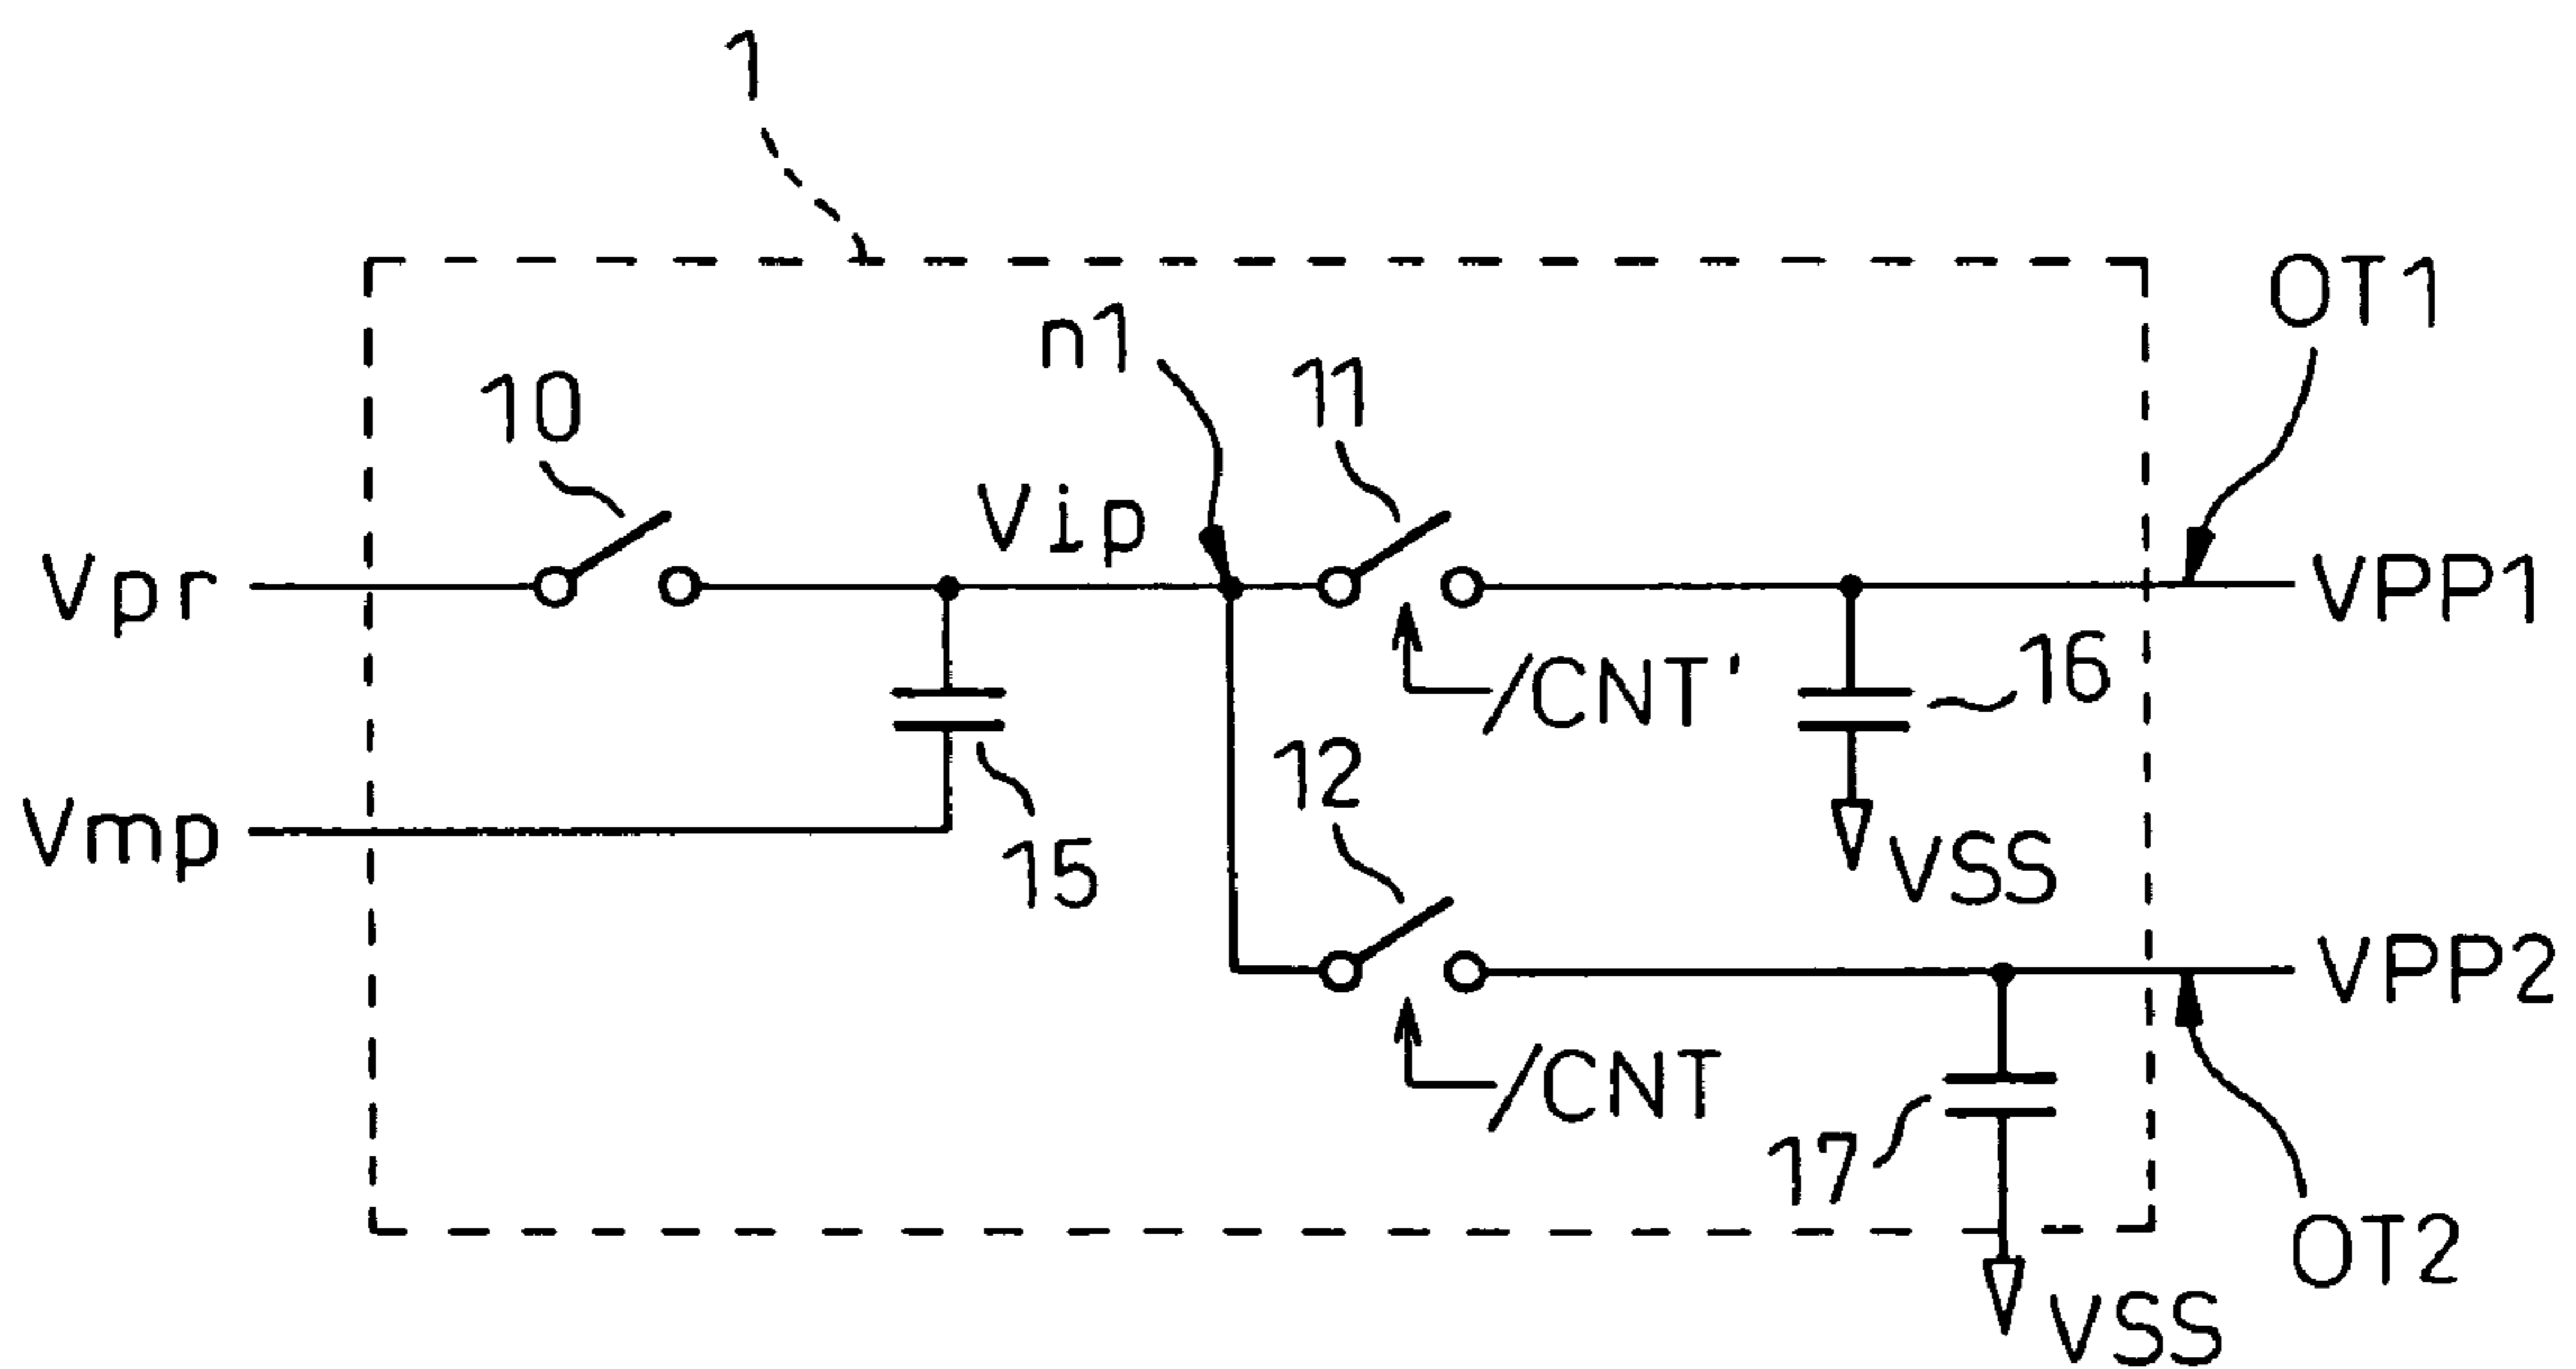 1
OT1
n1
11
10
Vip
Vpr
VPP1
/CNT'
16
12
Vmp
15
VSS
VPP2
/CNT
17
OT2
VSS